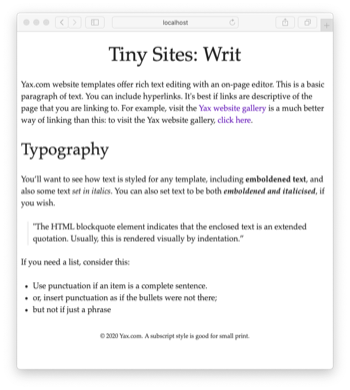 localhost
Tiny Sites: Writ
Yax.com website templates offer rich text editing with an on-page editor. This is a basic
paragraph of text. You can include hyperlinks. It's best if links are descriptive of the
page that you are linking to. For example, visit the Yax website gallery is a much better
way of linking than this: to visit the Yax website gallery, click here.
Typography
You'll want to see how text is styled for any template, including emboldened text, and
also some text set in italics. You can also set text to be both emboldened and italicised, if
you wish.
"The HTML blockquote element indicates that the enclosed text is an extended
quotation. Usually, this is rendered visually by indentation."
If you need a list, consider this:
• Use punctuation if an item is a complete sentence.
• or, insert punctuation as if the bullets were not there;
• but not if just a phrase
© 2020 Yax.com. A subscript style is good for small print.